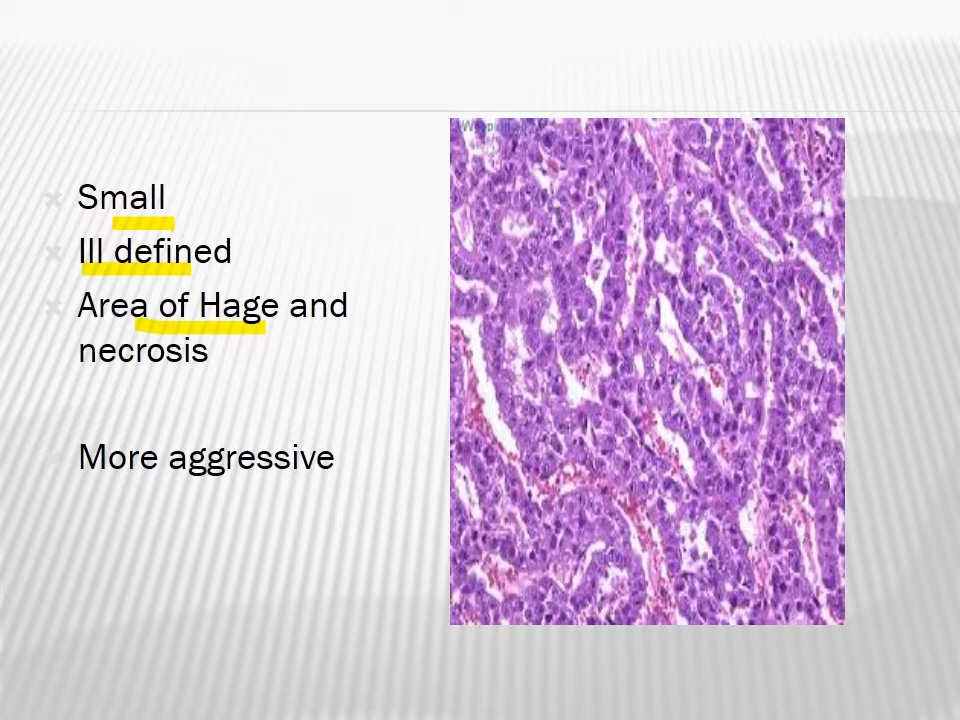 Small
Ill defined
Area of Hage and
necrosis
More aggressive